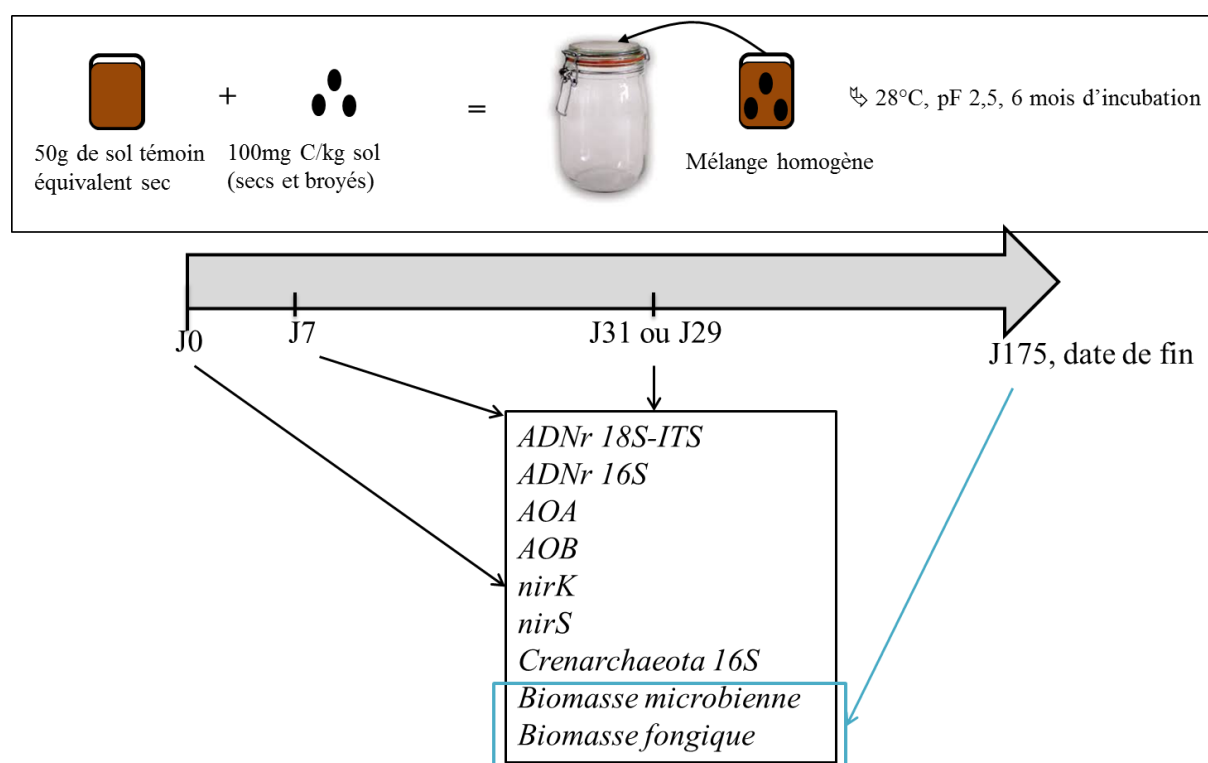 +
=
50g de sol témoin
équivalent sec
100mg C/kg sol
(secs et broyés)
Mélange homogène
↳ 28°C, pF 2,5, 6 mois d'incubation
J0
J7
J31 ou J29
J175, date de fin
ADNr 18S-ITS
ADNr 16S
AOA
AOB
nirK
nirS
Crenarchaeota 16S
Biomasse microbienne
Biomasse fongique